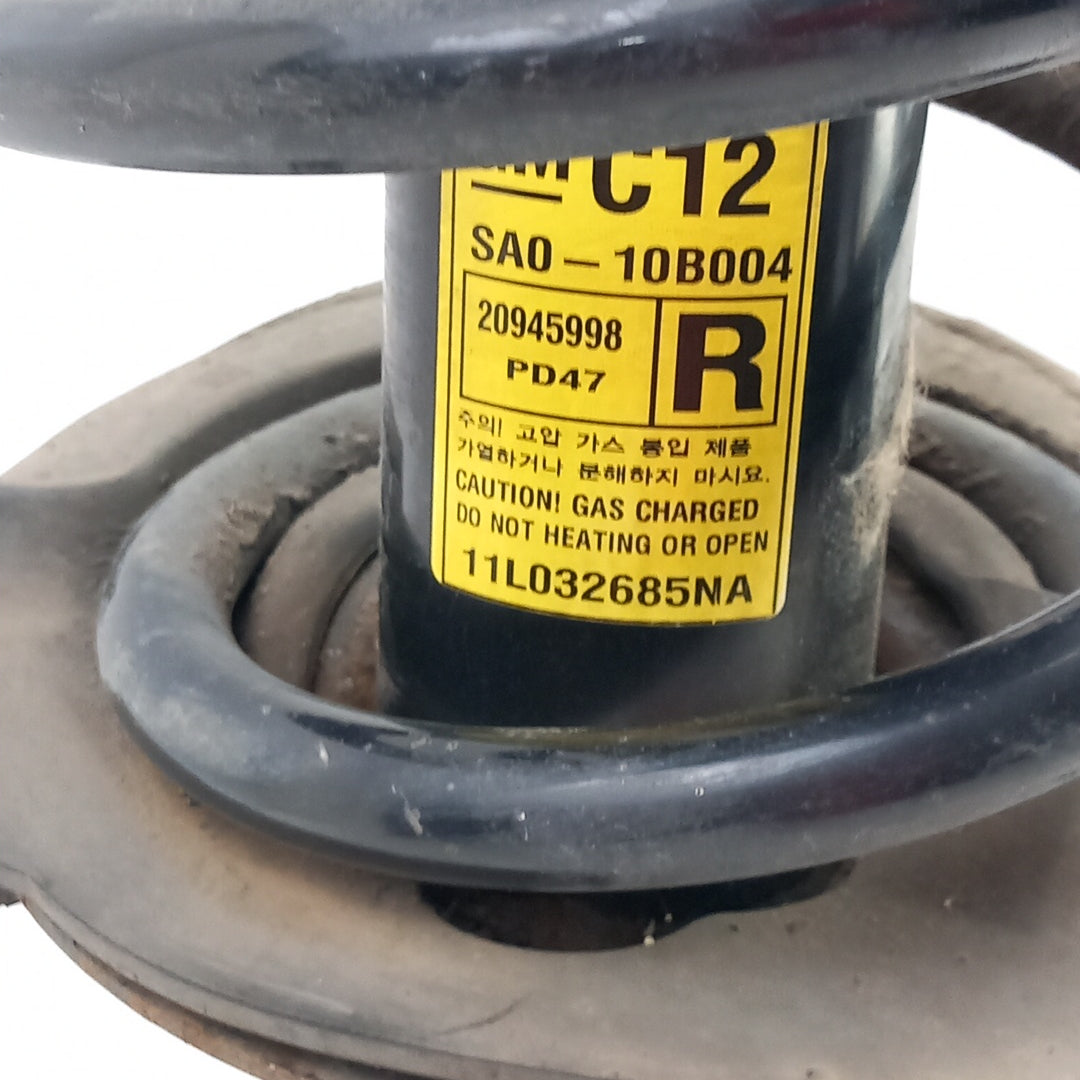 GM C12
SA0 – 10B004
20945998
PD47
R
주의! 고압 가스 봉입 제품
가열하거나 분해하지 마시요.
CAUTION! GAS CHARGED
DO NOT HEATING OR OPEN
11L032685NA